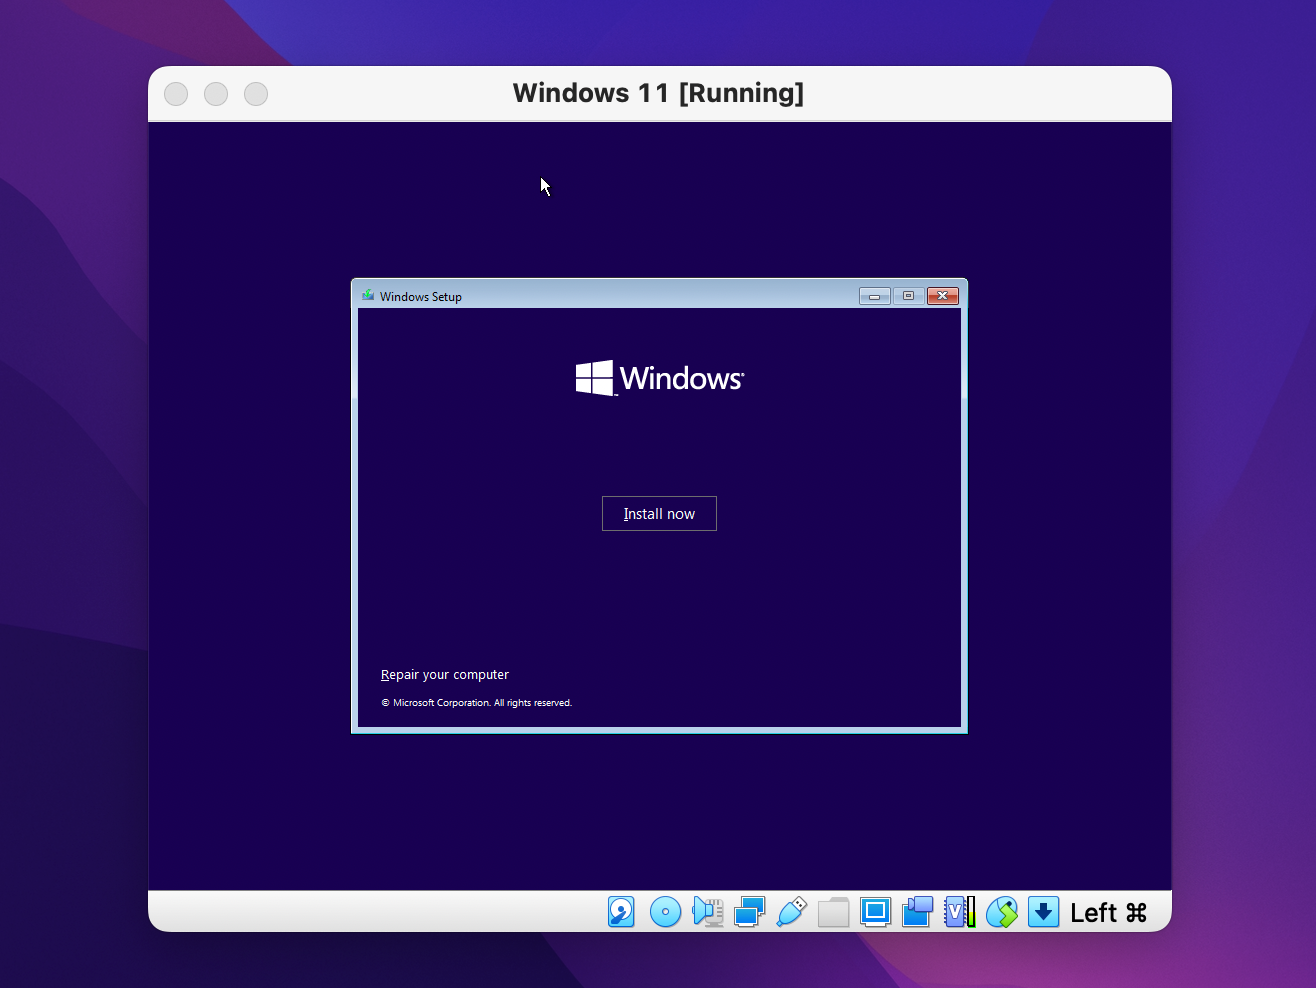 Windows 11 [Running]
Windows Setup
Windows
Install now
Repair your computer
© Microsoft Corporation. All rights reserved.
V
Left ⌘